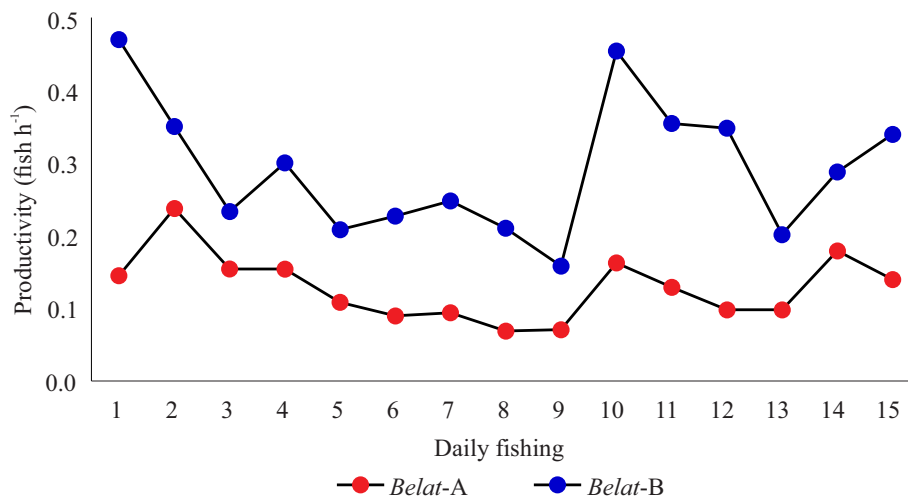 0.5
0.4
0.3
0.2
0.1
0.0
Productivity (fish h⁻¹)
1 2 3 4 5 6 7 8 9 10 11 12 13 14 15
Daily fishing
Belat-A Belat-B